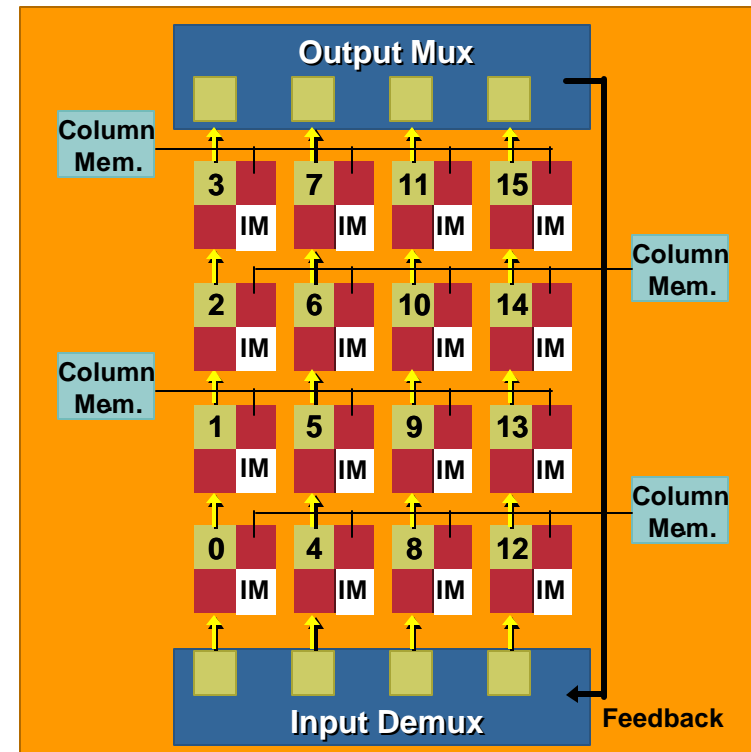 Output Mux
Column
Mem.
3 7 11 15
IM IM IM IM
Column
Mem.
2 6 10 14
IM IM IM IM
Column
Mem.
1 5 9 13
IM IM IM IM
Column
Mem.
0 4 8 12
IM IM IM IM
Input Demux
Feedback